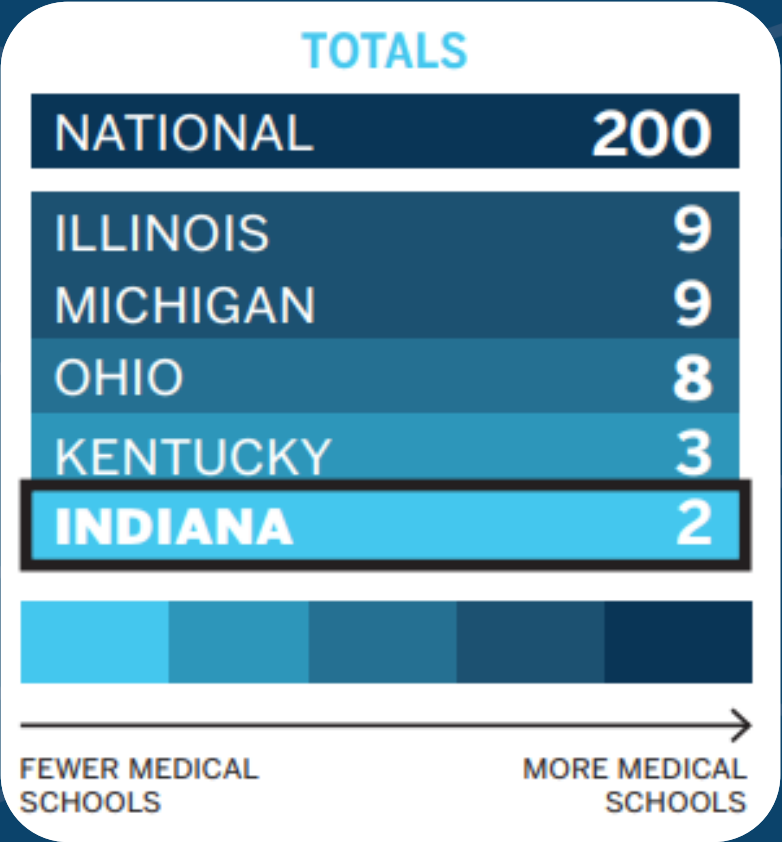 TOTALS
NATIONAL 200
ILLINOIS 9
MICHIGAN 9
OHIO 8
KENTUCKY 3
INDIANA 2
FEWER MEDICAL SCHOOLS
MORE MEDICAL SCHOOLS